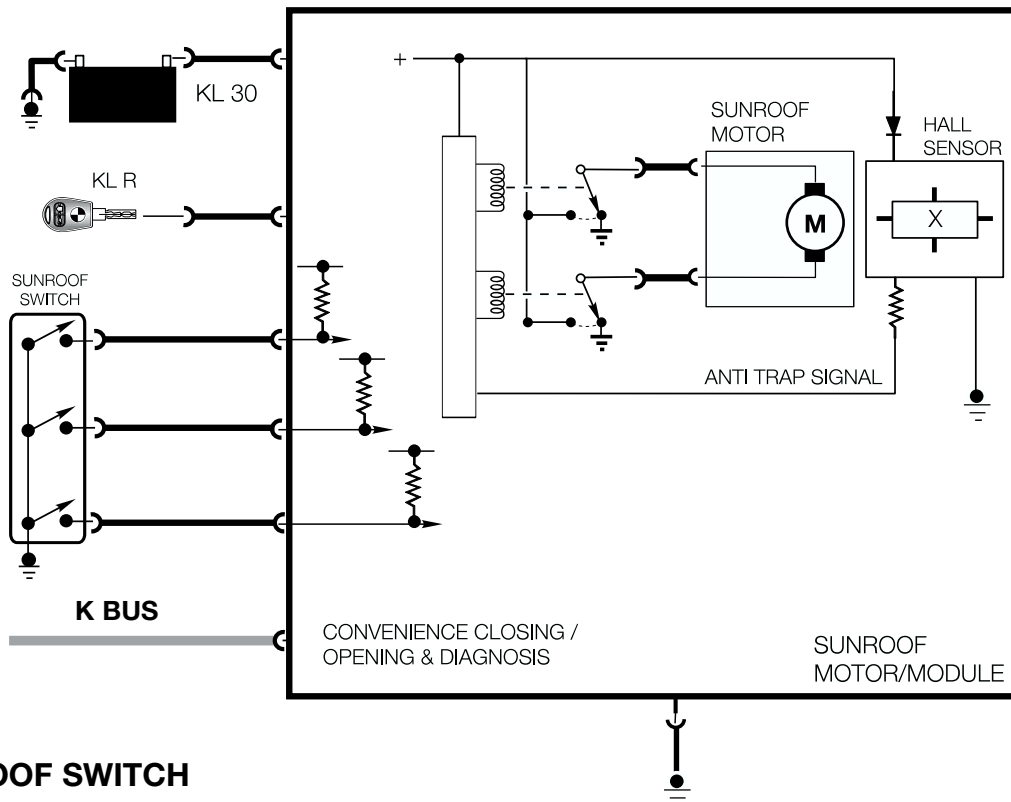 KL 30
+
SUNROOF
MOTOR
HALL
SENSOR
KL R
M
X
SUNROOF
SWITCH
ANTI TRAP SIGNAL
K BUS
CONVENIENCE CLOSING /
OPENING & DIAGNOSIS
SUNROOF
MOTOR/MODULE
OOF SWITCH